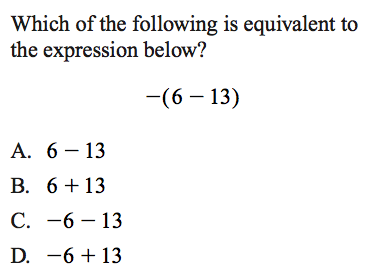 Which of the following is equivalent to
the expression below?
−(6 − 13)
A. 6 − 13
B. 6 + 13
C. −6 − 13
D. −6 + 13